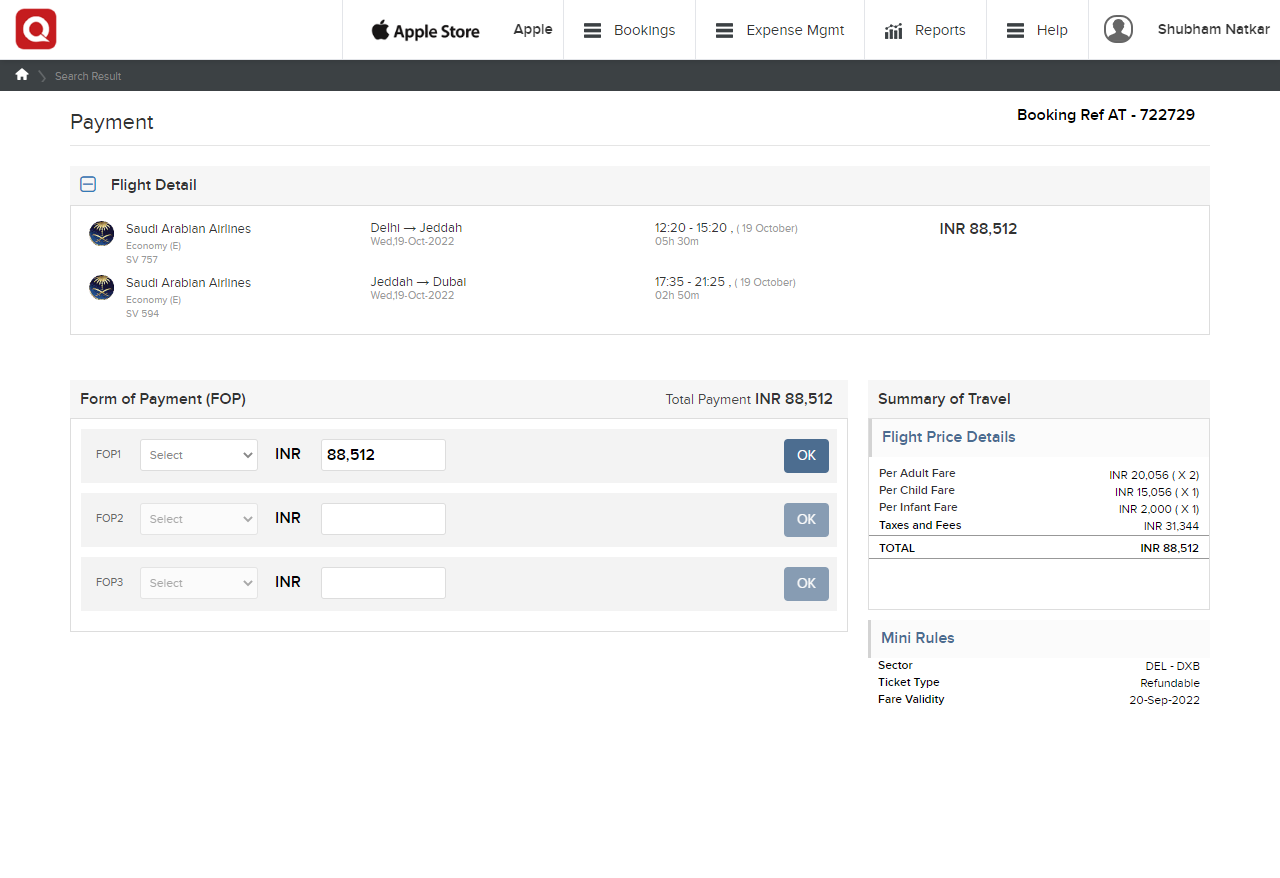 Apple Store Apple Bookings Expense Mgmt Reports Help Shubham Natkar
Search Result
Payment
Booking Ref AT - 722729
Flight Detail
Saudi Arabian Airlines Delhi → Jeddah 12:20 - 15:20 , ( 19 October) INR 88,512
Economy (E) Wed,19-Oct-2022 05h 30m
SV 757
Saudi Arabian Airlines Jeddah → Dubai 17:35 - 21:25 , ( 19 October)
Economy (E) Wed,19-Oct-2022 02h 50m
SV 594
Form of Payment (FOP) Total Payment INR 88,512
FOP1 Select INR 88,512 OK
FOP2 Select INR OK
FOP3 Select INR OK
Summary of Travel
Flight Price Details
Per Adult Fare INR 20,056 ( X 2)
Per Child Fare INR 15,056 ( X 1)
Per Infant Fare INR 2,000 ( X 1)
Taxes and Fees INR 31,344
TOTAL INR 88,512
Mini Rules
Sector DEL - DXB
Ticket Type Refundable
Fare Validity 20-Sep-2022